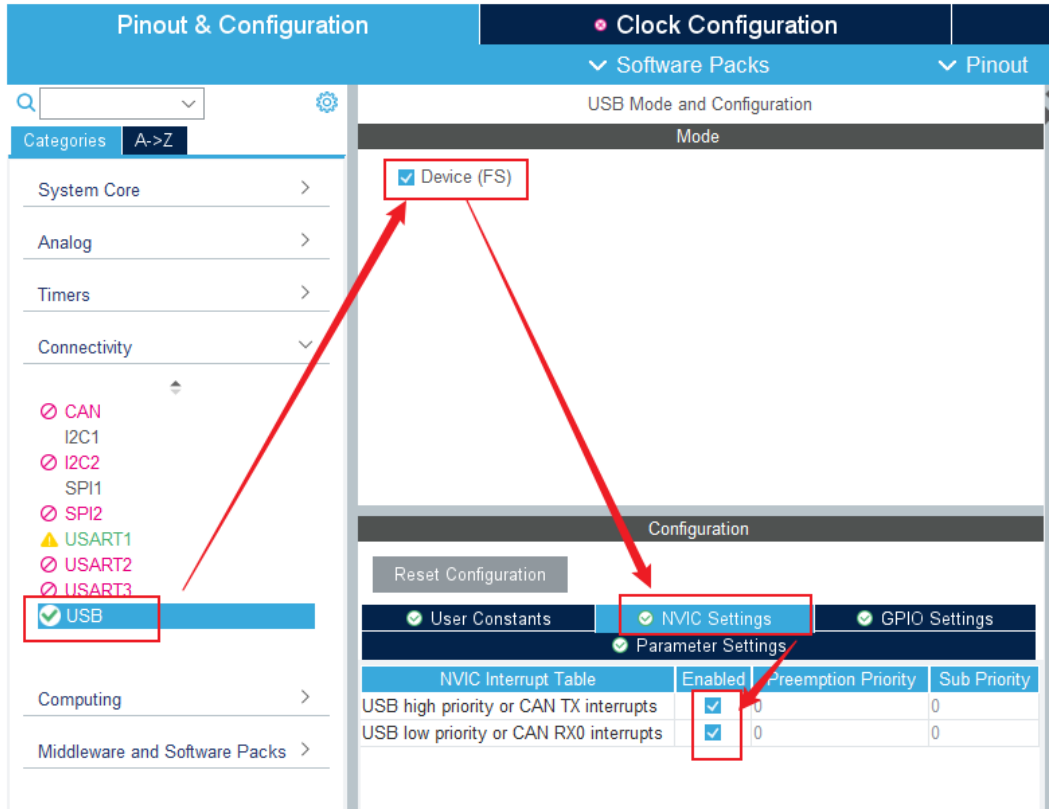 Pinout & Configuration
Clock Configuration
Software Packs
Pinout
USB Mode and Configuration
Categories
A->Z
Mode
Device (FS)
System Core
Analog
Timers
Connectivity
CAN
I2C1
I2C2
SPI1
SPI2
USART1
USART2
USART3
USB
Computing
Middleware and Software Packs
Configuration
Reset Configuration
User Constants
NVIC Settings
GPIO Settings
Parameter Settings
NVIC Interrupt Table Enabled Preemption Priority Sub Priority
USB high priority or CAN TX interrupts 0 0
USB low priority or CAN RX0 interrupts 0 0